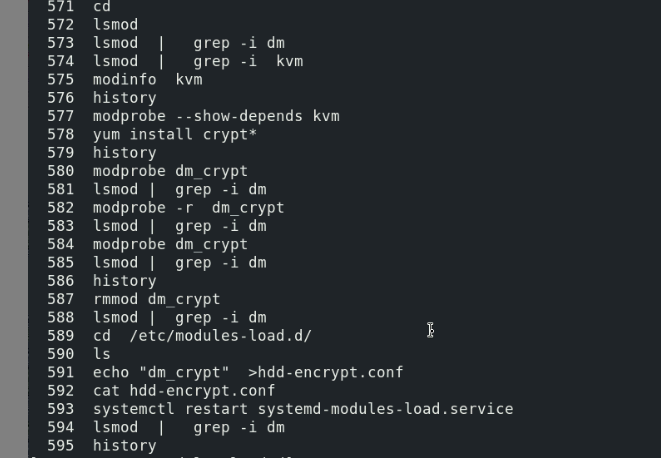 571  cd
572  lsmod
573  lsmod  |   grep -i dm
574  lsmod  |   grep -i  kvm
575  modinfo  kvm
576  history
577  modprobe --show-depends kvm
578  yum install crypt*
579  history
580  modprobe dm_crypt
581  lsmod |  grep -i dm
582  modprobe -r  dm_crypt
583  lsmod |  grep -i dm
584  modprobe dm_crypt
585  lsmod |  grep -i dm
586  history
587  rmmod dm_crypt
588  lsmod |  grep -i dm
589  cd  /etc/modules-load.d/
590  ls
591  echo "dm_crypt"  >hdd-encrypt.conf
592  cat hdd-encrypt.conf
593  systemctl restart systemd-modules-load.service
594  lsmod  |   grep -i dm
595  history